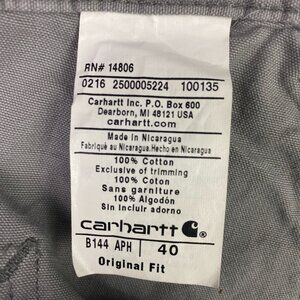 RN# 14806
0216 2500005224 100135
Carhartt Inc. P.O. Box 600
Dearborn, MI 48121 USA
carhartt.com
Made in Nicaragua
Fabriqué au Nicaragua.Hecho en Nicaragua
100% Cotton
Exclusive of trimming
100% Coton
Sans garniture
100% Algodón
Sin incluir adorno
carhartt
B144 APH 40
Original Fit